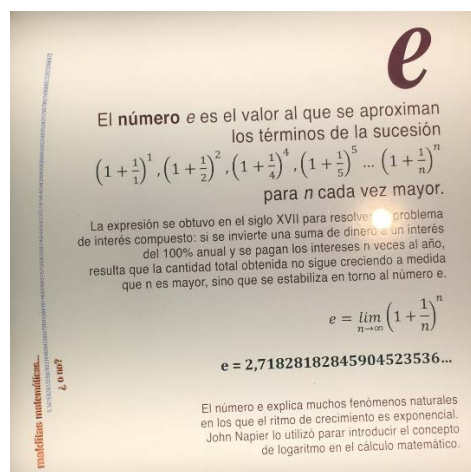 e
El número e es el valor al que se aproximan
los términos de la sucesión
(1 + 1/1)^1, (1 + 1/2)^2, (1 + 1/4)^4, (1 + 1/5)^5 ... (1 + 1/n)^n
para n cada vez mayor.
La expresión se obtuvo en el siglo XVII para resolver problema
de interés compuesto: si se invierte una suma de dinero a un interés
del 100% anual y se pagan los intereses n veces al año,
resulta que la cantidad total obtenida no sigue creciendo a medida
que n es mayor, sino que se estabiliza en torno al número e.
e = lim n→∞ (1 + 1/n)^n
e = 2,71828182845904523536...
El número e explica muchos fenómenos naturales
en los que el ritmo de crecimiento es exponencial.
John Napier lo utilizó parar introducir el concepto
de logaritmo en el cálculo matemático.
malditas matemáticas...
¿ o no?